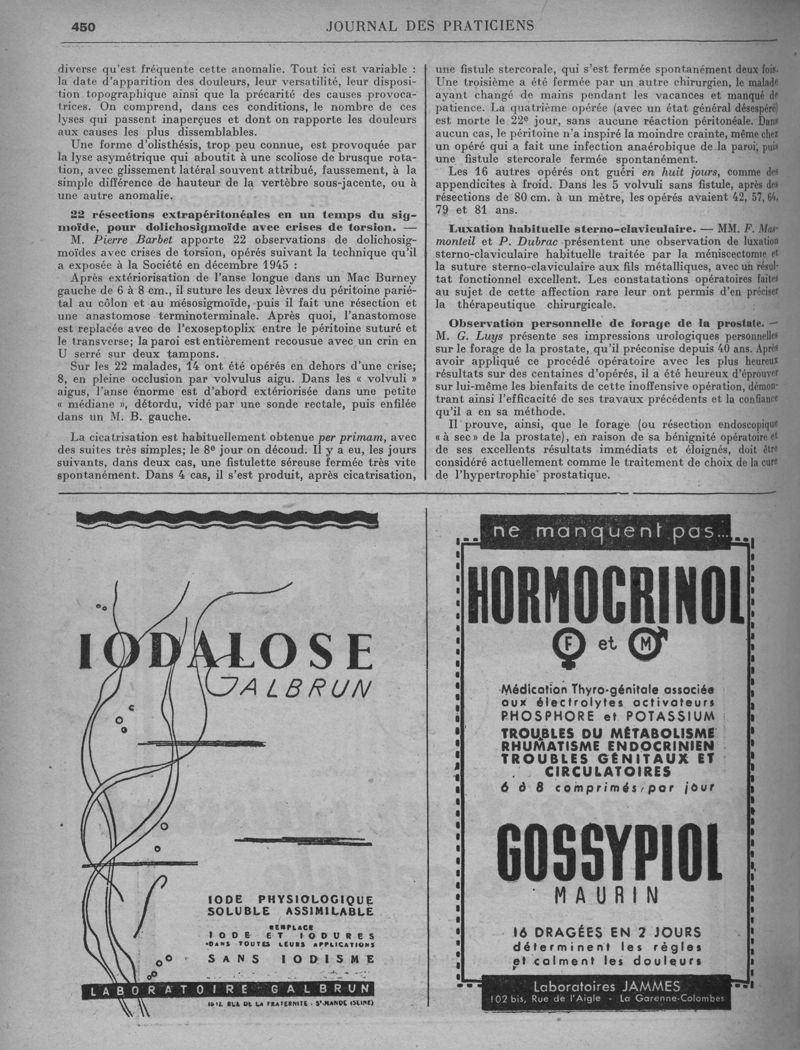 450
JOURNAL DES PRATICIENS
diverse qu'est fréquente cette anomalie. Tout ici est variable :
la date d'apparition des douleurs, leur versatilité, leur disposi-
tion topographique ainsi que la précarité des causes provoca-
trices. On comprend, dans ces conditions, le nombre de ces
lyses qui passent inaperçues et dont on rapporte les douleurs
aux causes les plus dissemblables.
Une forme d'olisthésis, trop peu connue, est provoquée par
la lyse asymétrique qui aboutit à une scoliose de brusque rota-
tion, avec glissement latéral souvent attribué, faussement, à la
simple différence de hauteur de la vertèbre sous-jacente, ou à
une autre anomalie.
22 résections extrapéritonéales en un temps du sig-
moïde, pour dolichosigmoïde avec crises de torsion. —
M. Pierre Barbet apporte 22 observations de dolichosig-
moïdes avec crises de torsion, opérés suivant la technique qu'il
a exposée à la Société en décembre 1945 :
Après extériorisation de l'anse longue dans un Mac Burney
gauche de 6 à 8 cm., il suture les deux lèvres du péritoine parié-
tal au côlon et au mésosigmoïde, puis il fait une résection et
une anastomose terminoterminale. Après quoi, l'anastomose
est replacée avec de l'exoseptoplix entre le péritoine suturé et
le transverse; la paroi est entièrement recousue avec un crin en
U serré sur deux tampons.
Sur les 22 malades, 14 ont été opérés en dehors d'une crise;
8, en pleine occlusion par volvulus aigu. Dans les « volvuli »
aigus, l'anse énorme est d'abord extériorisée dans une petite
« médiane », détordu, vidé par une sonde rectale, puis enfilée
dans un M. B. gauche.
La cicatrisation est habituellement obtenue per primam, avec
des suites très simples; le 8e jour on découd. Il y a eu, les jours
suivants, dans deux cas, une fistulette séreuse fermée très vite
spontanément. Dans 4 cas, il s'est produit, après cicatrisation,
une fistule stercorale, qui s'est fermée spontanément deux fois.
Une troisième a été fermée par un autre chirurgien, le malade
ayant changé de mains pendant les vacances et manqué de
patience. La quatrième opérée (avec un état général désespéré)
est morte le 22e jour, sans aucune réaction péritonéale. Dans
aucun cas, le péritoine n'a inspiré la moindre crainte, même chez
un opéré qui a fait une infection anaérobique de la paroi, puis
une fistule stercorale fermée spontanément.
Les 16 autres opérés ont guéri en huit jours, comme des
appendicites à froid. Dans les 5 volvuli sans fistule, après des
résections de 80 cm. à un mètre, les opérés avaient 42, 57, 64,
79 et 81 ans.
Luxation habituelle sterno-claviculaire. — MM. F. Mar-
monteil et P. Dubrac présentent une observation de luxation
sterno-claviculaire habituelle traitée par la méniscectomie et
la suture sterno-claviculaire aux fils métalliques, avec un résul-
tat fonctionnel excellent. Les constatations opératoires faites
au sujet de cette affection rare leur ont permis d'en préciser
la thérapeutique chirurgicale.
Observation personnelle de forage de la prostate. —
M. G. Luys présente ses impressions urologiques personnelles
sur le forage de la prostate, qu'il préconise depuis 40 ans. Après
avoir appliqué ce procédé opératoire avec les plus heureux
résultats sur des centaines d'opérés, il a été heureux d'éprouver
sur lui-même les bienfaits de cette inoffensive opération, démon-
trant ainsi l'efficacité de ses travaux précédents et la confiance
qu'il a en sa méthode.
Il prouve, ainsi, que le forage (ou résection endoscopique
« à sec » de la prostate), en raison de sa bénignité opératoire et
de ses excellents résultats immédiats et éloignés, doit être
considéré actuellement comme le traitement de choix de la cure
de l'hypertrophie prostatique.
IODALOSE
GALBRUN
IODE PHYSIOLOGIQUE
SOLUBLE ASSIMILABLE
REMPLACE
IODE ET IODURES
DANS TOUTES LEURS APPLICATIONS
SANS IODISME
LABORATOIRE GALBRUN
10-12, RUE DE LA FRATERNITÉ - ST-MANDÉ (SEINE)
ne manquent pas...
HORMOCRINOL
F et M
Médication Thyro-génitale associée
aux électrolytes activateurs
PHOSPHORE et POTASSIUM
TROUBLES DU MÉTABOLISME
RHUMATISME ENDOCRINIEN
TROUBLES GÉNITAUX ET
CIRCULATOIRES
6 à 8 comprimés par jour
GOSSYPIOL
MAURIN
16 DRAGÉES EN 2 JOURS
déterminent les règles
et calment les douleurs
Laboratoires JAMMES
102 bis, Rue de l'Aigle - La Garenne-Colombes